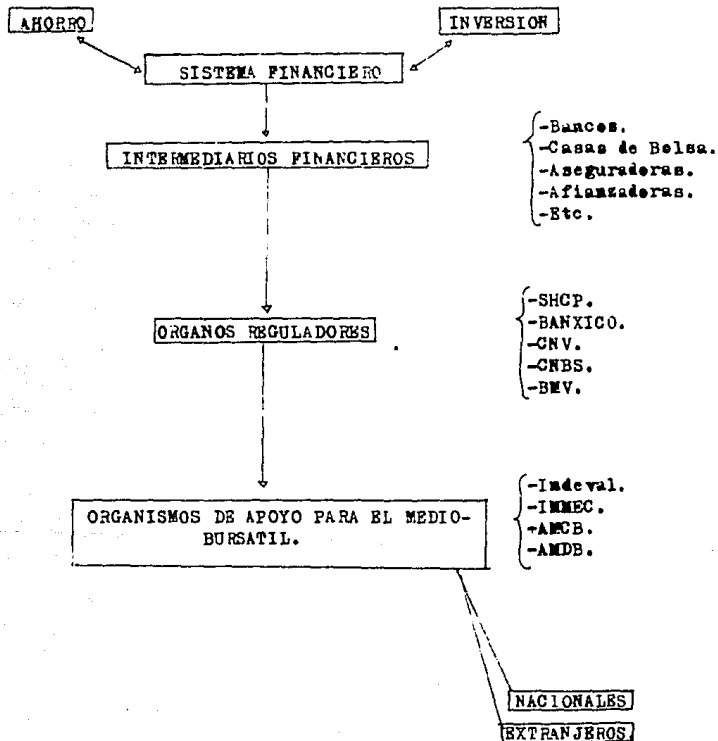 AHORRO
INVERSION
SISTEMA FINANCIERO
INTERMEDIARIOS FINANCIEROS
-Bancos.
-Casas de Bolsa.
-Aseguradoras.
-Afianzadoras.
-Etc.
ORGANOS REGULADORES
-SHCP.
-BANXICO.
-CNV.
-CNBS.
-BMV.
ORGANISMOS DE APOYO PARA EL MEDIO-
BURSATIL.
-Indeval.
-IMMEC.
-AMCB.
-AMDB.
NACIONALES
EXTRANJEROS